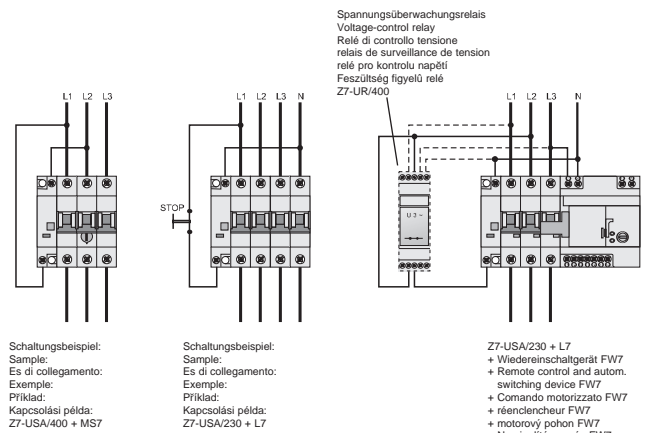 Spannungsüberwachungsrelais
Voltage-control relay
Relé di controllo tensione
relais de surveillance de tension
relé pro kontrolu napětí
Feszültség figyelû relé
Z7-UR/400
L1 L2 L3
L1 L2 L3 N
L1 L2 L3 N
STOP
U 3 ~
Schaltungsbeispiel:
Sample:
Es di collegamento:
Exemple:
Příklad:
Kapcsolási példa:
Z7-USA/400 + MS7
Schaltungsbeispiel:
Sample:
Es di collegamento:
Exemple:
Příklad:
Kapcsolási példa:
Z7-USA/230 + L7
Z7-USA/230 + L7
+ Wiedereinschaltgerät FW7
+ Remote control and autom.
switching device FW7
+ Comando motorizzato FW7
+ réenclencheur FW7
+ motorový pohon FW7